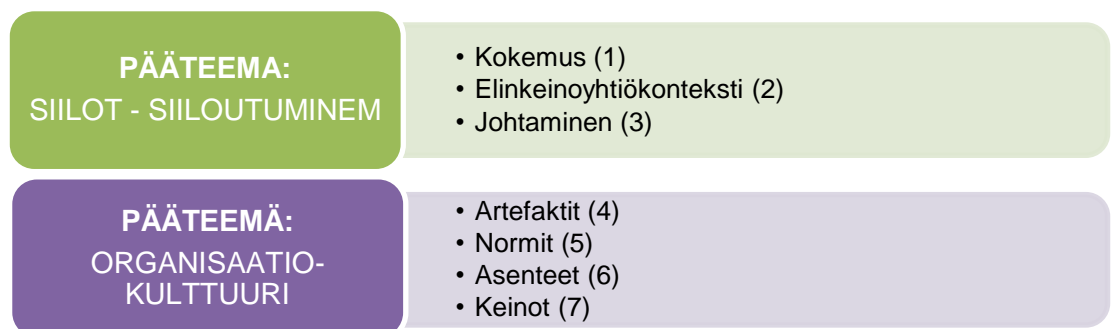 PÄÄTEEMA:
SIILOT - SIILOUTUMINEM
• Kokemus (1)
• Elinkeinoyhtiökonteksti (2)
• Johtaminen (3)
PÄÄTEEMÄ:
ORGANISAATIO-
KULTTUURI
• Artefaktit (4)
• Normit (5)
• Asenteet (6)
• Keinot (7)